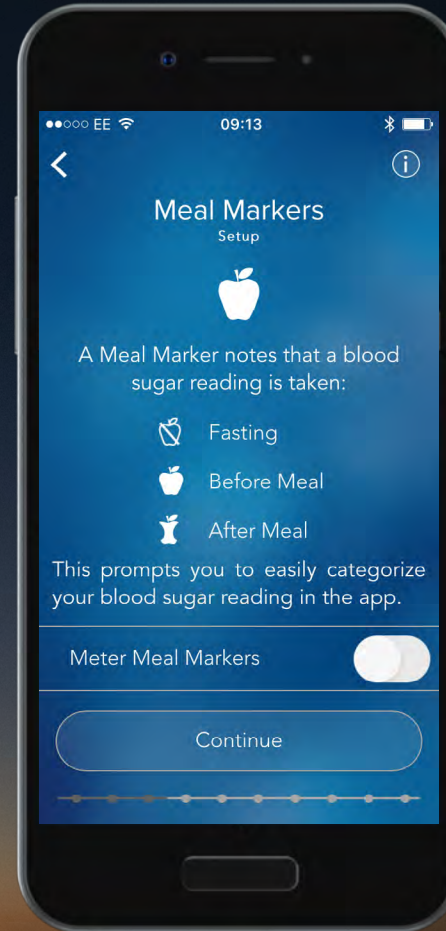 EE 09:13
Meal Markers
Setup
A Meal Marker notes that a blood
sugar reading is taken:
Fasting
Before Meal
After Meal
This prompts you to easily categorize
your blood sugar reading in the app.
Meter Meal Markers
Continue